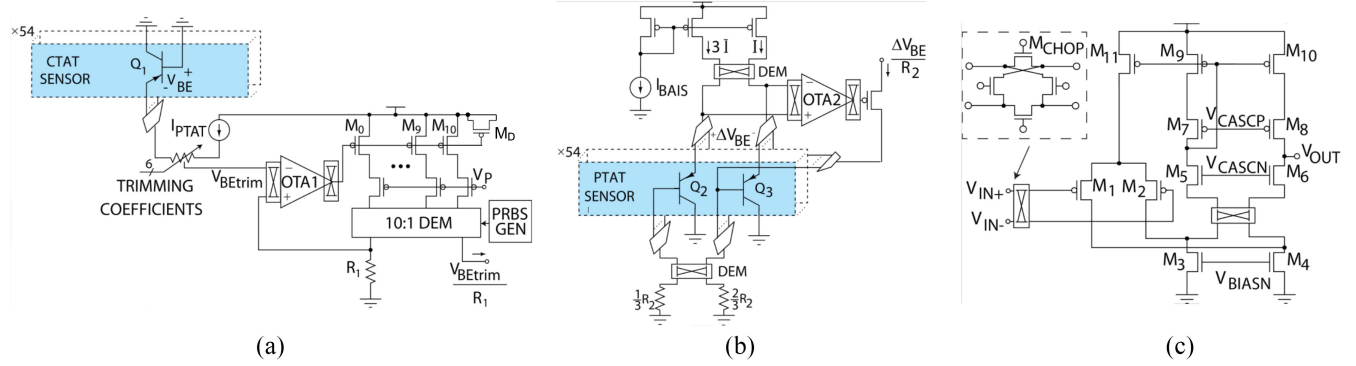 ×54
CTAT
SENSOR
Q1
+
VBE
-
IPTAT
6
TRIMMING
COEFFICIENTS
VBEtrim
OTA1
-
+
M0
M9
M10
MD
•••
VP
10:1 DEM
PRBS
GEN
R1
VBEtrim
R1
(a)
3 I
I
DEM
ΔVBE
R2
IBAIS
OTA2
-
+
+ΔVBE-
×54
PTAT
SENSOR
Q2
Q3
DEM
1/3R2
2/3R2
(b)
MCHOP
M11
M9
M10
M7
VCASCP
M8
VOUT
M5
VCASCN
M6
VIN+
M1
M2
VIN-
M3
M4
VBIASN
(c)